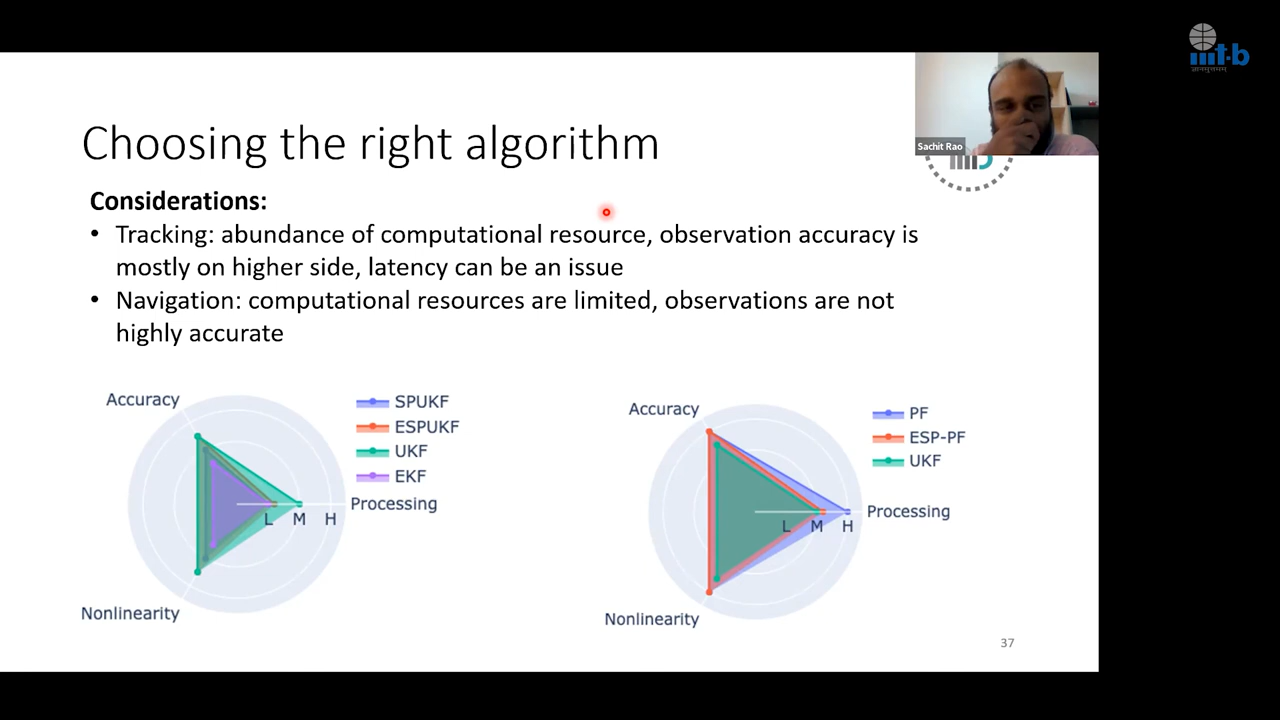 Choosing the right algorithm
Sachit Rao
Considerations:
• Tracking: abundance of computational resource, observation accuracy is
mostly on higher side, latency can be an issue
• Navigation: computational resources are limited, observations are not
highly accurate
Accuracy
SPUKF
ESPUKF
UKF
EKF
Processing
L M H
Nonlinearity
Accuracy
PF
ESP-PF
UKF
Processing
L M H
Nonlinearity
37